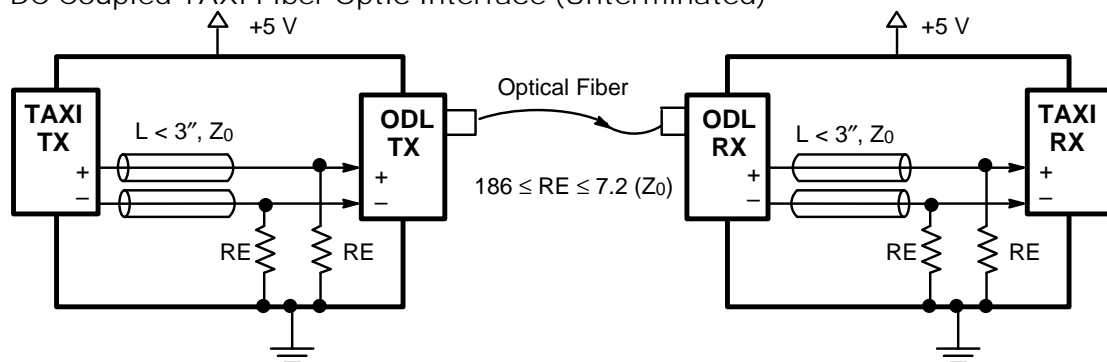 DC Coupled TAXI Fiber Optic Interface (Unterminated)
+5 V
+5 V
TAXI
TX
L < 3″, Z0
+
−
ODL
TX
+
−
Optical Fiber
186 ≤ RE ≤ 7.2 (Z0)
ODL
RX
+
−
L < 3″, Z0
TAXI
RX
+
−
RE
RE
RE
RE